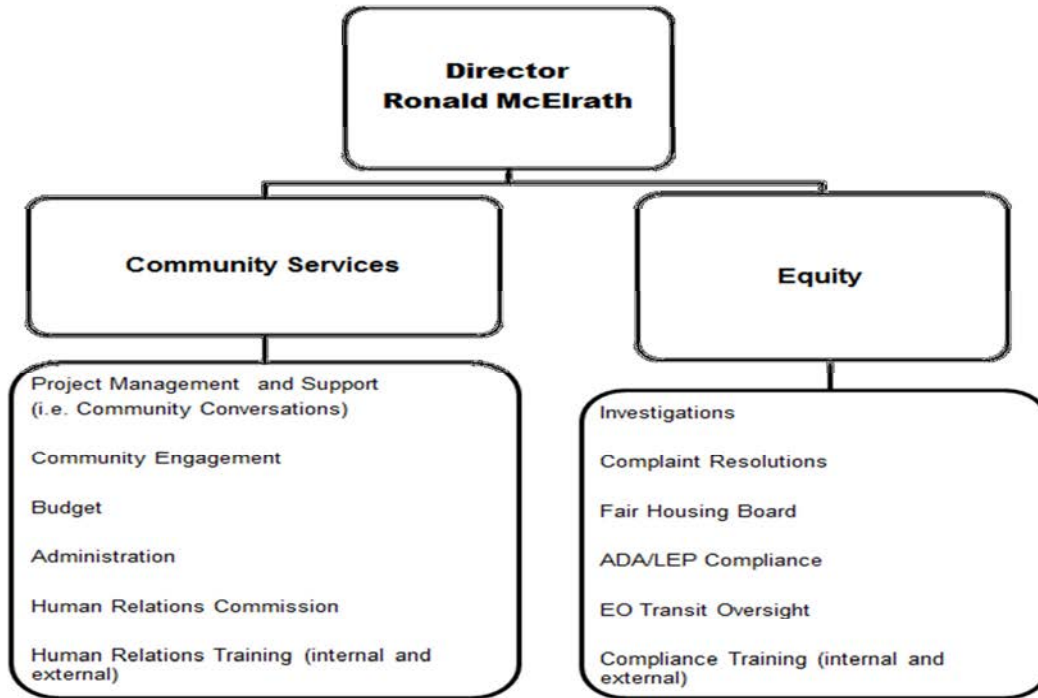 Director
Ronald McElrath
Community Services
Equity
Project Management and Support
(i.e. Community Conversations)
Community Engagement
Budget
Administration
Human Relations Commission
Human Relations Training (internal and
external)
Investigations
Complaint Resolutions
Fair Housing Board
ADA/LEP Compliance
EO Transit Oversight
Compliance Training (internal and
external)